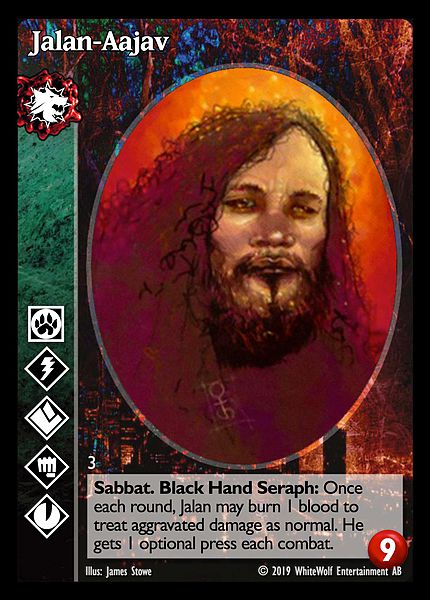 Jalan-Aajav
3
Sabbat. Black Hand Seraph: Once
each round, Jalan may burn 1 blood to
treat aggravated damage as normal. He
gets 1 optional press each combat.
9
Illus: James Stowe © 2019 WhiteWolf Entertainment AB